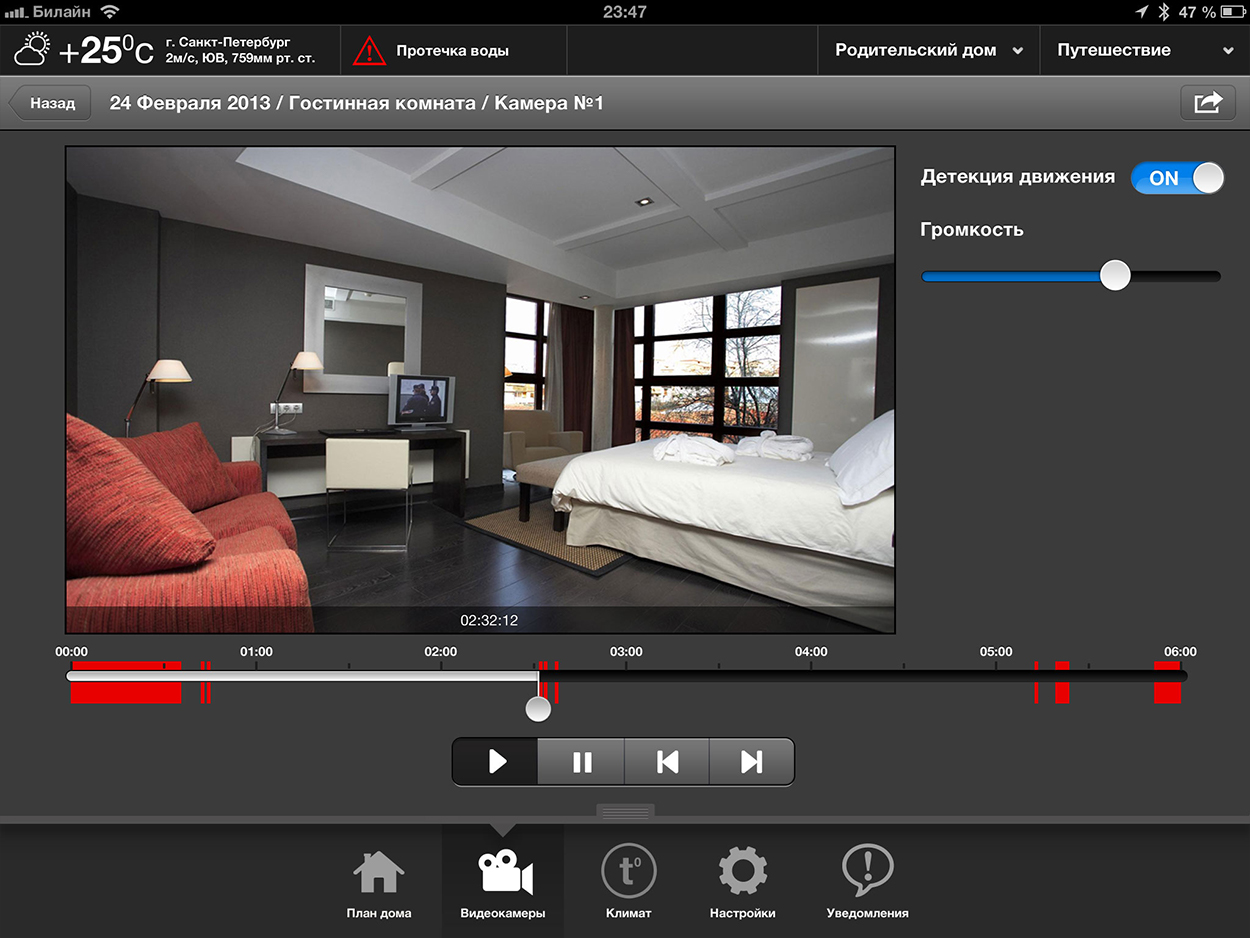 Билайн
23:47
47 %
+25⁰C
г. Санкт-Петербург
2м/с, ЮВ, 759мм рт. ст.
Протечка воды
Родительский дом
Путешествие
Назад
24 Февраля 2013 / Гостинная комната / Камера №1
Детекция движения
ON
Громкость
02:32:12
00:00
01:00
02:00
03:00
04:00
05:00
06:00
t⁰
План дома
Видеокамеры
Климат
Настройки
Уведомления